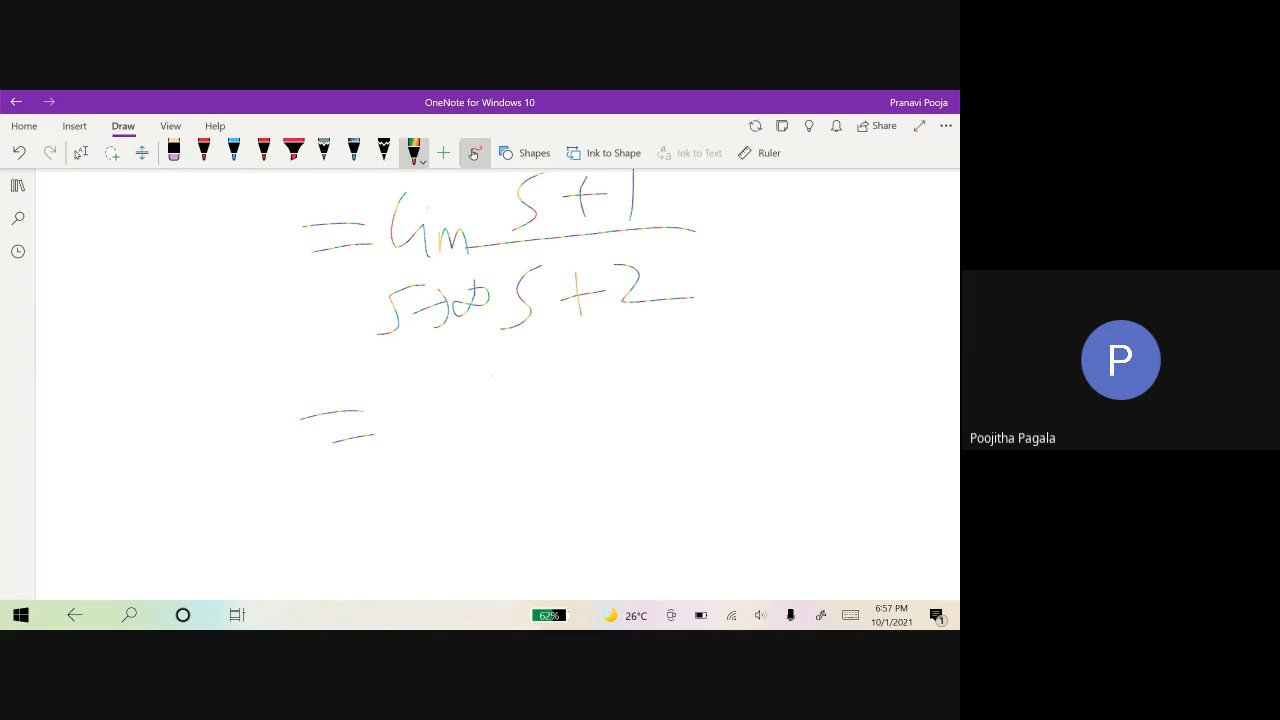 OneNote for Windows 10
Pranavi Pooja
Home Insert Draw View Help
Share
Shapes Ink to Shape Ink to Text Ruler
= lim s+1
s→∞ s+2
=
P
Poojitha Pagala
62%
26°C
6:57 PM
10/1/2021
1